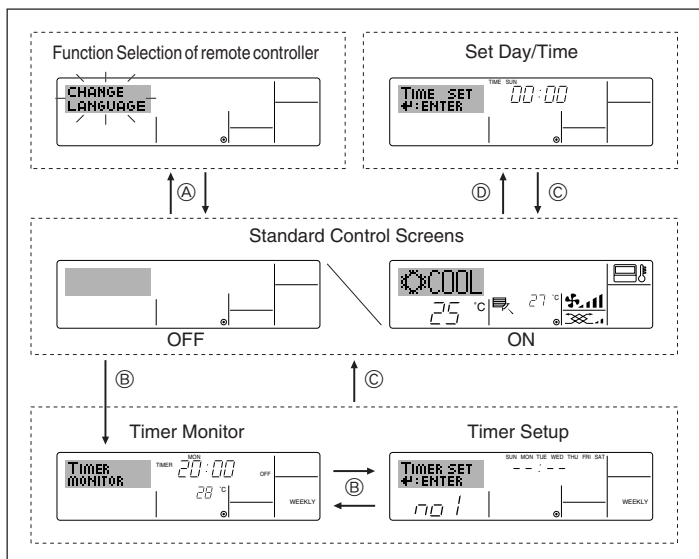 Function Selection of remote controller
CHANGE
LANGUAGE
Set Day/Time
TIME SUN
TIME SET
↵:ENTER
00:00
Ⓐ
Ⓓ
Ⓒ
Standard Control Screens
OFF
COOL
25 °C
27 °C
ON
Ⓑ
Ⓒ
Timer Monitor
TIMER
MONITOR
MON
TIMER 20:00 OFF
28 °C
WEEKLY
Ⓑ
Timer Setup
SUN MON TUE WED THU FRI SAT
TIMER SET
↵:ENTER
--:--
no 1
WEEKLY